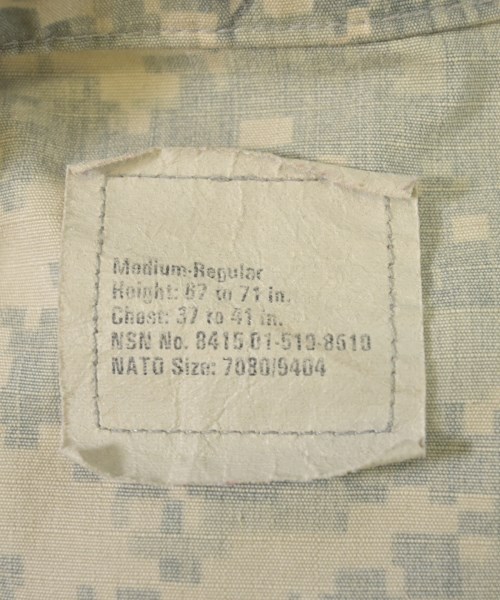 Medium-Regular
Height: 67 to 71 in.
Chest: 37 to 41 in.
NSN No. 8415-01-519-8510
NATO Size: 7080/9404